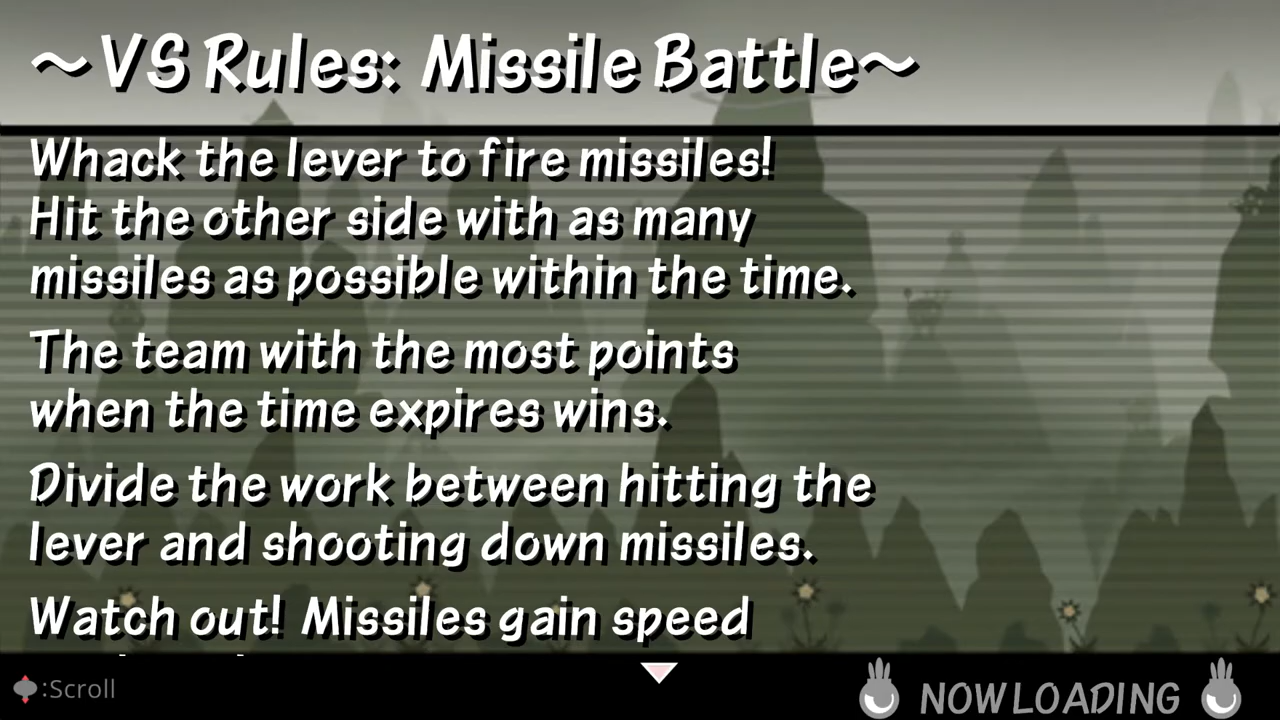 ~VS Rules: Missile Battle~
Whack the lever to fire missiles!
Hit the other side with as many
missiles as possible within the time.
The team with the most points
when the time expires wins.
Divide the work between hitting the
lever and shooting down missiles.
Watch out! Missiles gain speed
:Scroll
NOW LOADING